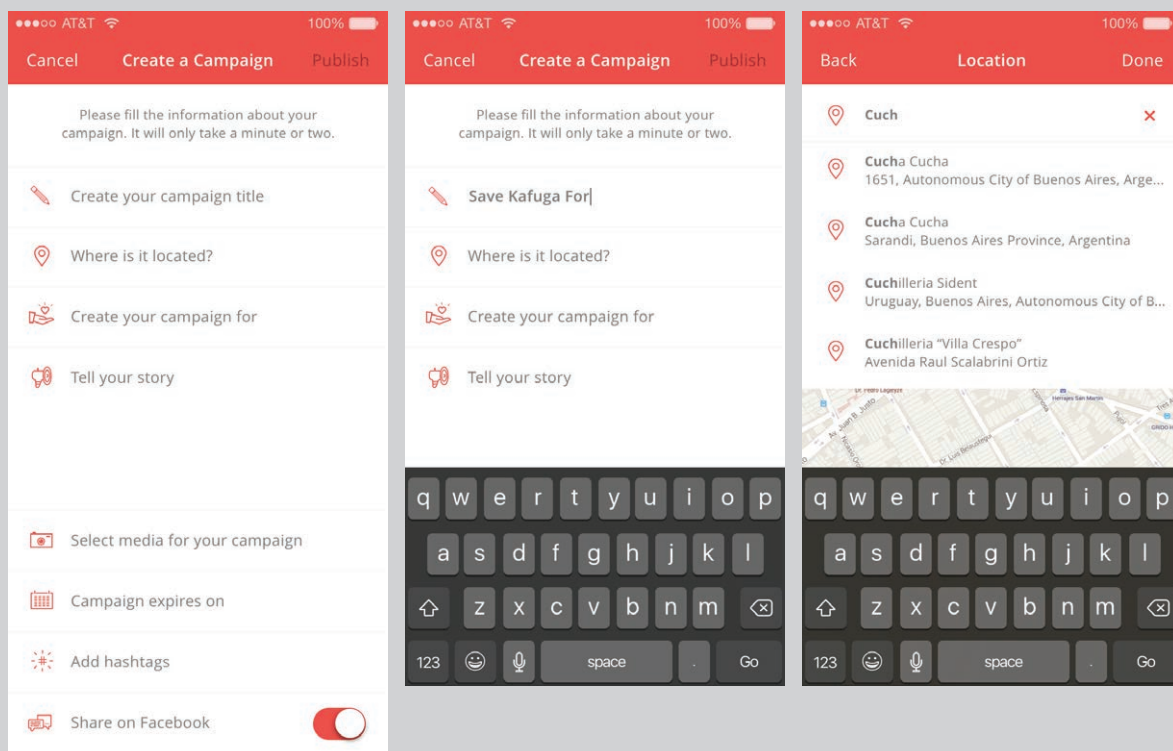 AT&T 100%
Cancel Create a Campaign Publish
Please fill the information about your
campaign. It will only take a minute or two.
Create your campaign title
Where is it located?
Create your campaign for
Tell your story
Select media for your campaign
Campaign expires on
Add hashtags
Share on Facebook
AT&T 100%
Cancel Create a Campaign Publish
Please fill the information about your
campaign. It will only take a minute or two.
Save Kafuga For
Where is it located?
Create your campaign for
Tell your story
q w e r t y u i o p
a s d f g h j k l
z x c v b n m
123 space . Go
AT&T 100%
Back Location Done
Cuch
Cucha Cucha
1651, Autonomous City of Buenos Aires, Arge...
Cucha Cucha
Sarandi, Buenos Aires Province, Argentina
Cuchilleria Sident
Uruguay, Buenos Aires, Autonomous City of B...
Cuchilleria “Villa Crespo”
Avenida Raul Scalabrini Ortiz
Av. Juan B. Justo
Herrajes San Martin
q w e r t y u i o p
a s d f g h j k l
z x c v b n m
123 space . Go